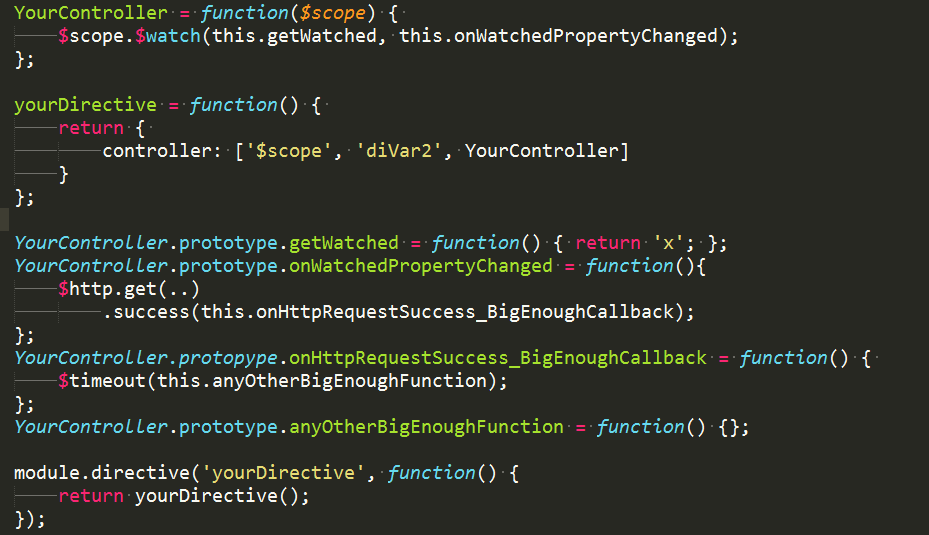 YourController = function($scope) {
$scope.$watch(this.getWatched, this.onWatchedPropertyChanged);
};
yourDirective = function() {
return {
controller: ['$scope', 'diVar2', YourController]
}
};
YourController.prototype.getWatched = function() { return 'x'; };
YourController.prototype.onWatchedPropertyChanged = function(){
$http.get(..)
.success(this.onHttpRequestSuccess_BigEnoughCallback);
};
YourController.protopype.onHttpRequestSuccess_BigEnoughCallback = function() {
$timeout(this.anyOtherBigEnoughFunction);
};
YourController.prototype.anyOtherBigEnoughFunction = function() {};
module.directive('yourDirective', function() {
return yourDirective();
});